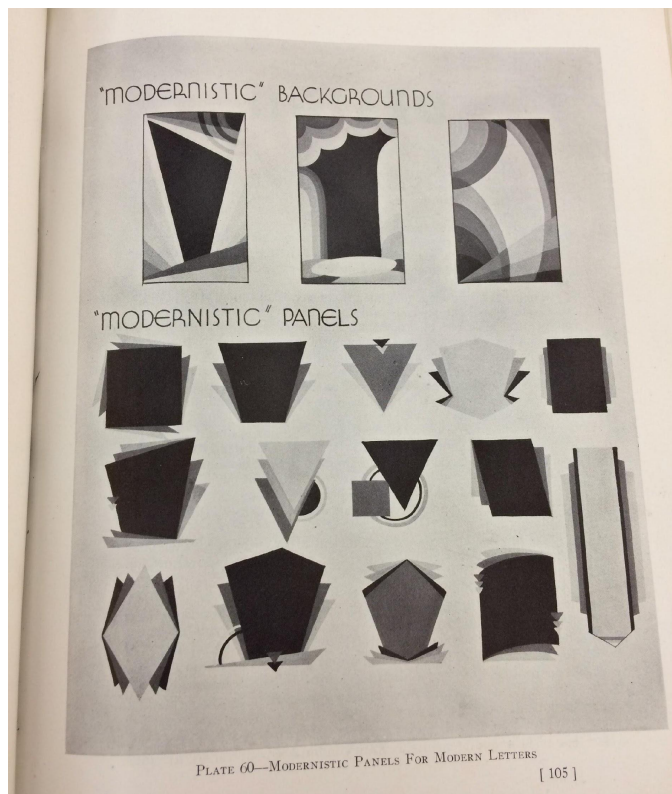 "MODERNISTIC" BACKGROUNDS
"MODERNISTIC" PANELS
PLATE 60—MODERNISTIC PANELS FOR MODERN LETTERS
[ 105 ]